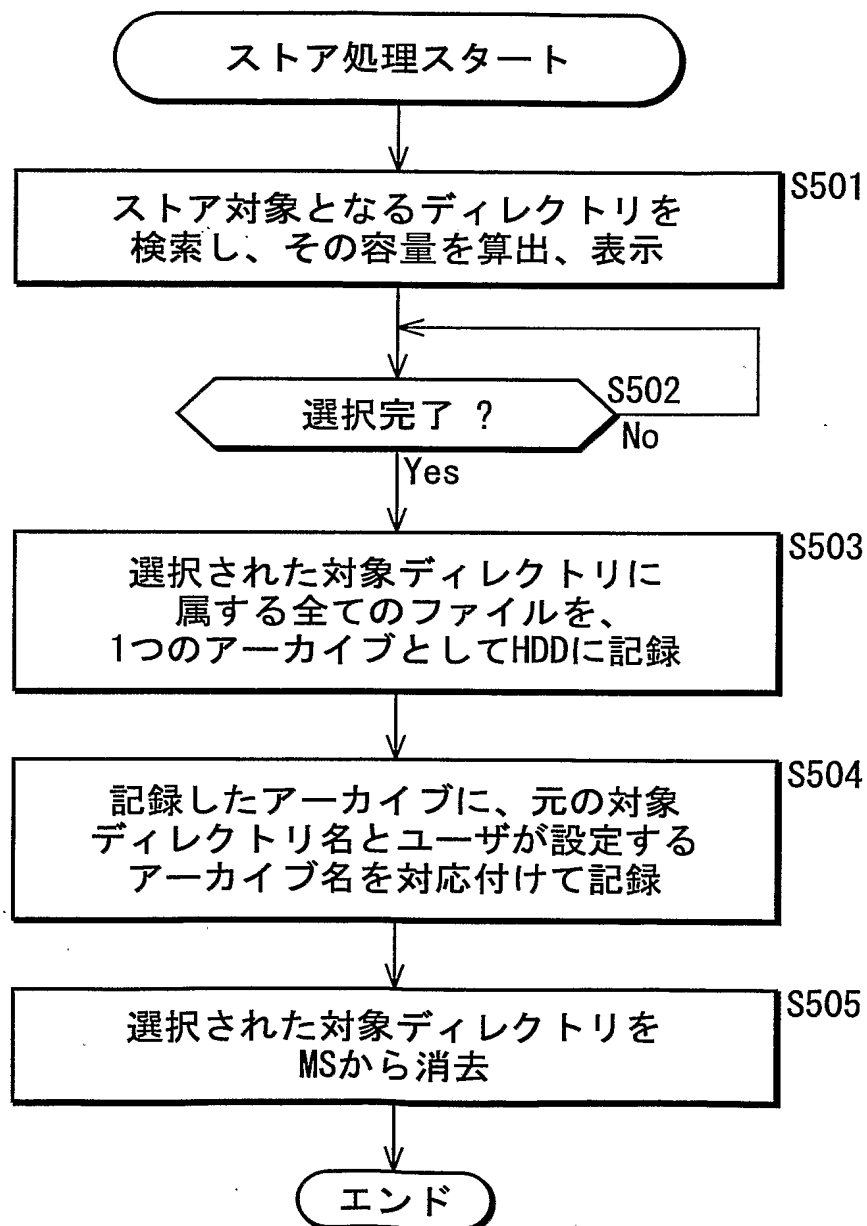 ストア処理スタート
S501
ストア対象となるディレクトリを
検索し、その容量を算出、表示
S502
選択完了 ?
No
Yes
S503
選択された対象ディレクトリに
属する全てのファイルを、
1つのアーカイブとしてHDDに記録
S504
記録したアーカイブに、元の対象
ディレクトリ名とユーザが設定する
アーカイブ名を対応付けて記録
S505
選択された対象ディレクトリを
MSから消去
エンド